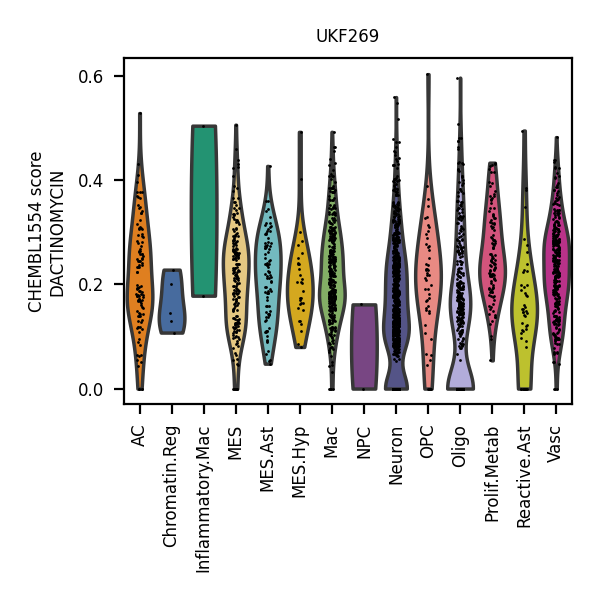 UKF269
CHEMBL1554 score
DACTINOMYCIN
0.6
0.4
0.2
0.0
AC
Chromatin.Reg
Inflammatory.Mac
MES
MES.Ast
MES.Hyp
Mac
NPC
Neuron
OPC
Oligo
Prolif.Metab
Reactive.Ast
Vasc